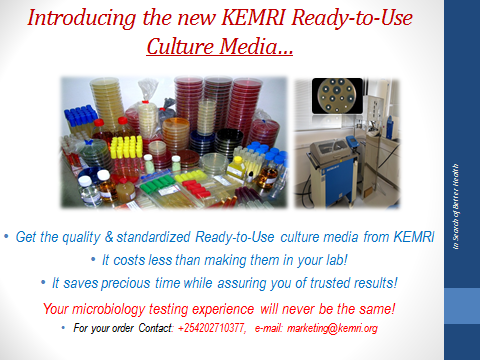 Introducing the new KEMRI Ready-to-Use
Culture Media...
• Get the quality & standardized Ready-to-Use culture media from KEMRI
• It costs less than making them in your lab!
• It saves precious time while assuring you of trusted results!
Your microbiology testing experience will never be the same!
• For your order Contact: +254202710377, e-mail: marketing@kemri.org
In Search of Better Health